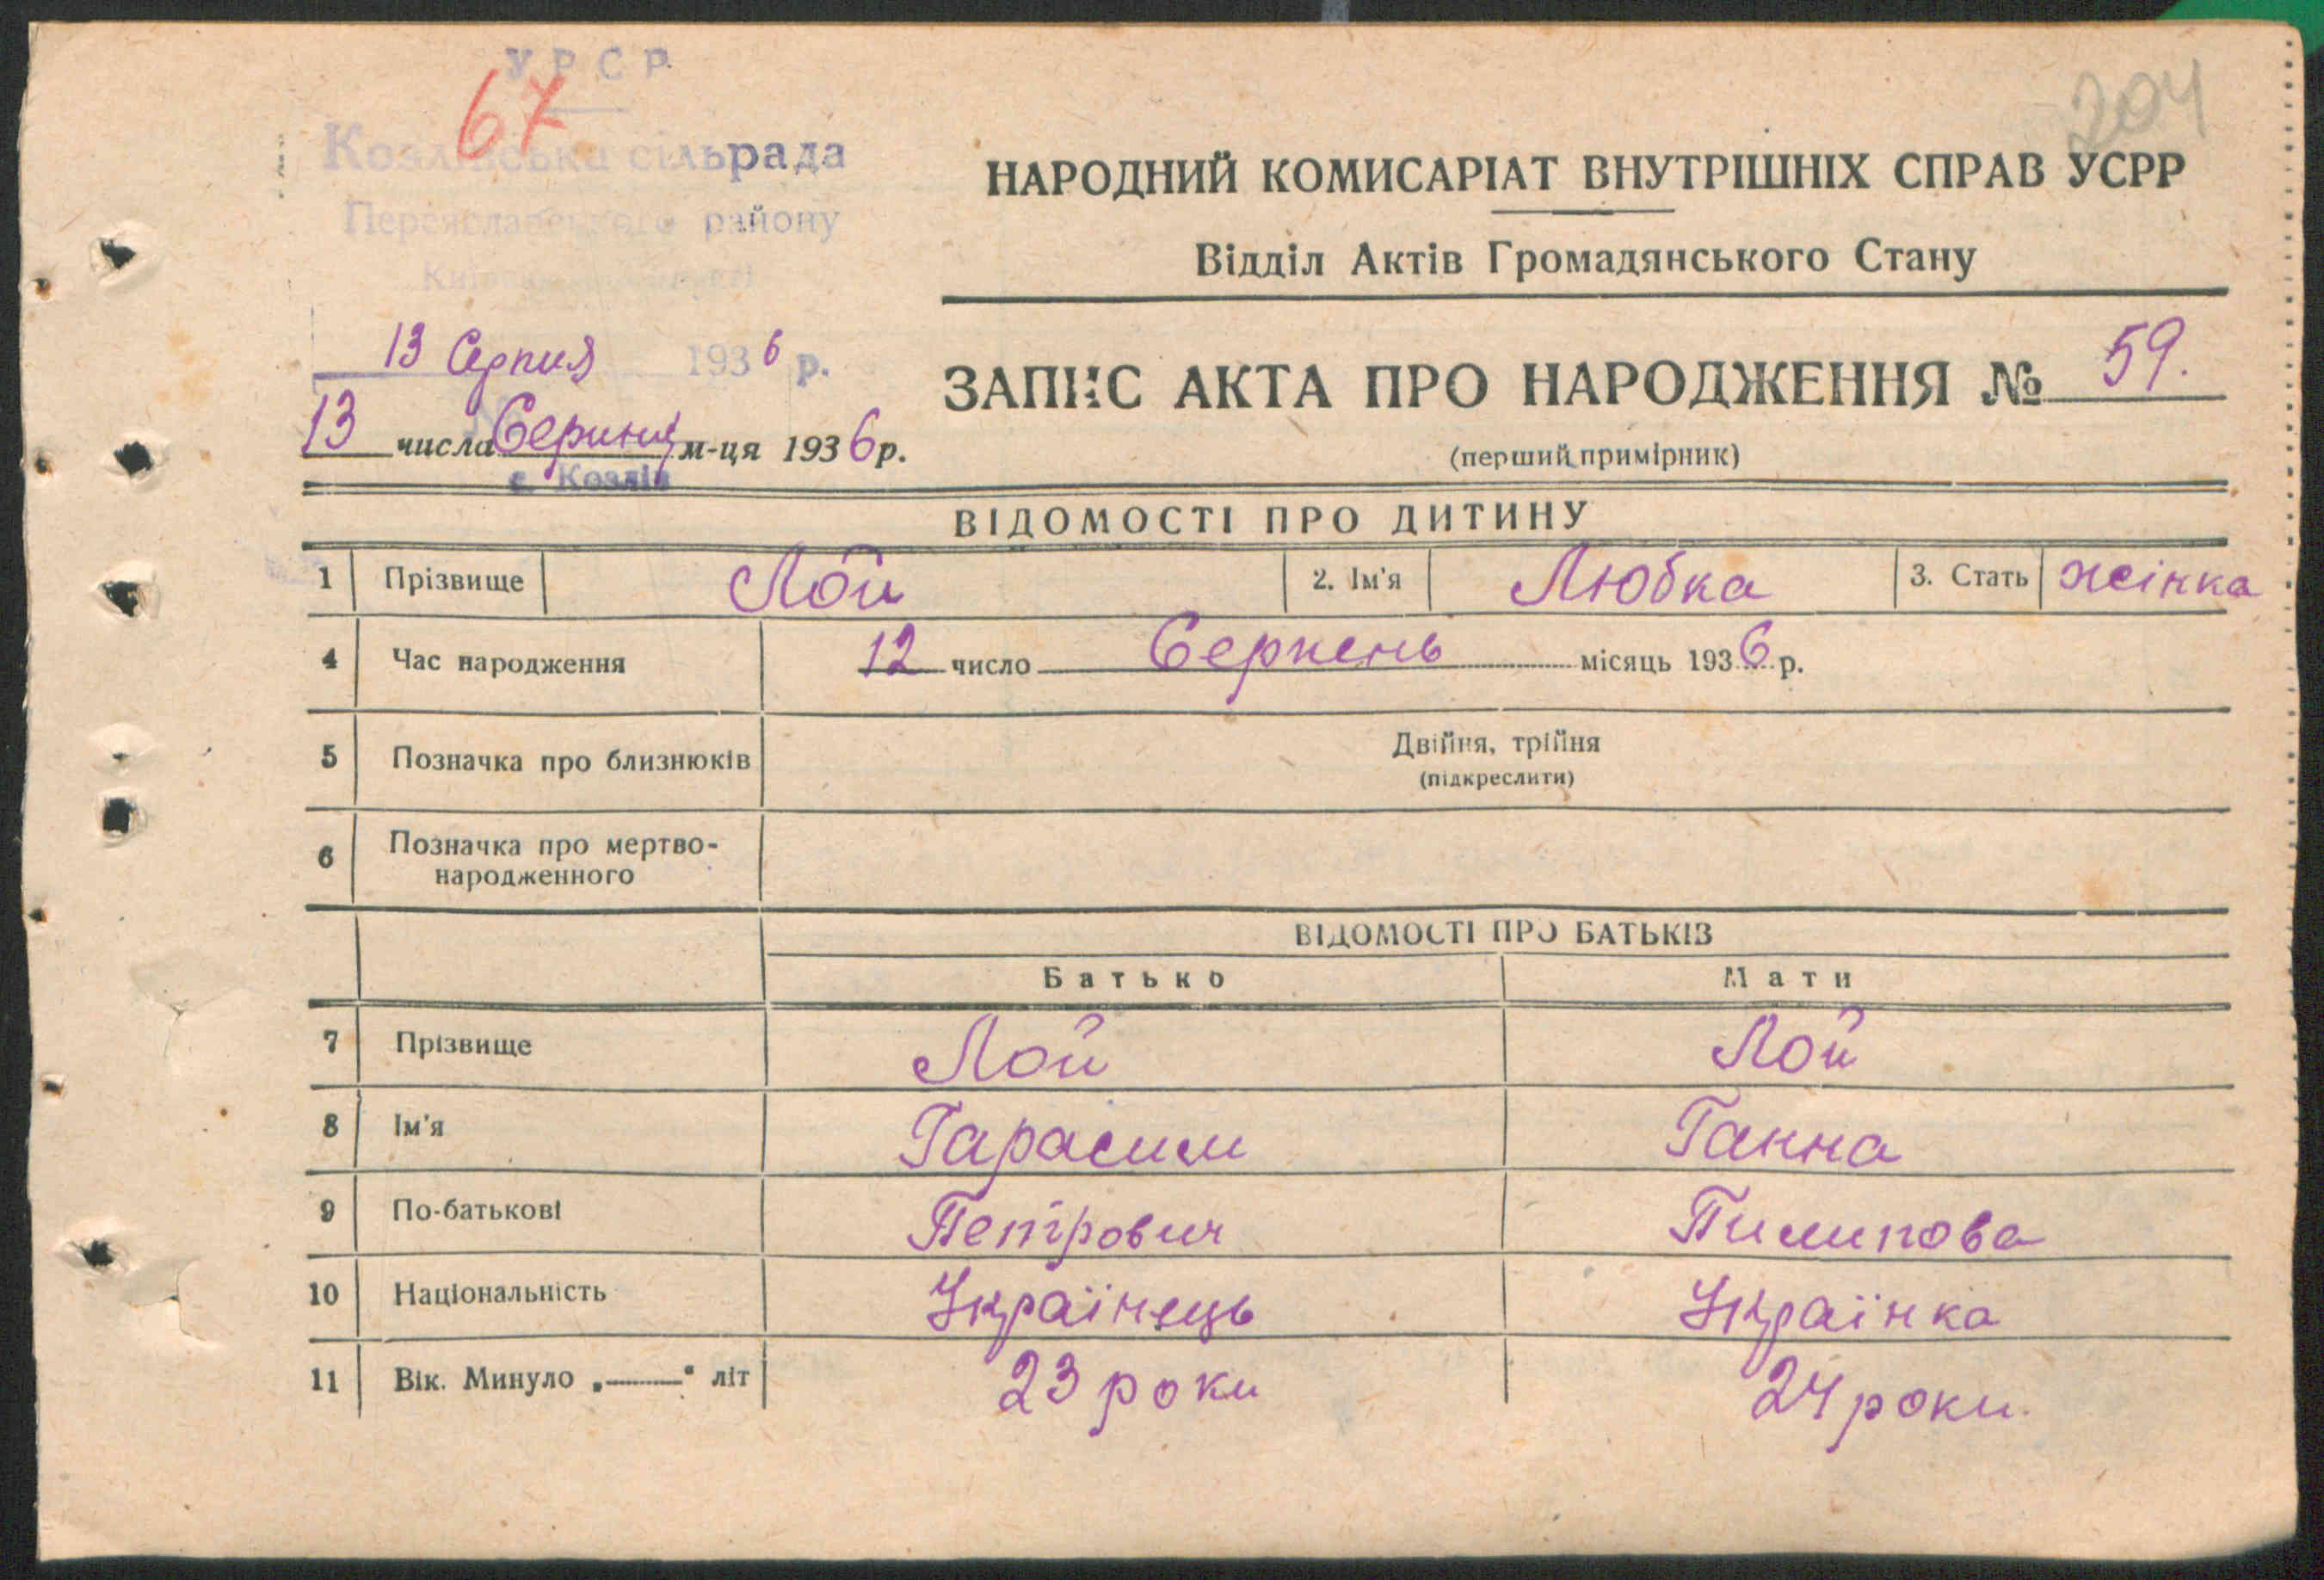 УРСР
67
204
Козлівська сільрада
Переяславського району
НАРОДНИЙ КОМИСАРІАТ ВНУТРІШНІХ СПРАВ УСРР
Відділ Актів Громадянського Стану
13 Серпня 1936 р.
13 числа Серпня м-ця 1936 р.
с. Козлів
ЗАПИС АКТА ПРО НАРОДЖЕННЯ № 59.
(перший примірник)
ВІДОМОСТІ ПРО ДИТИНУ
1 Прізвище Лой 2. Ім'я Любка 3. Стать жінка
4 Час народження 12 число Серпень місяць 1936 р.
5 Позначка про близнюків Двійня, трійня
(підкреслити)
6 Позначка про мертво-
народженного
ВІДОМОСТІ ПРО БАТЬКІВ
Батько Мати
7 Прізвище Лой Лой
8 Ім'я Гарасим Ганна
9 По-батькові Петрович Пилипова
10 Національність Українець Українка
11 Вік. Минуло „——" літ 23 роки 24 роки.